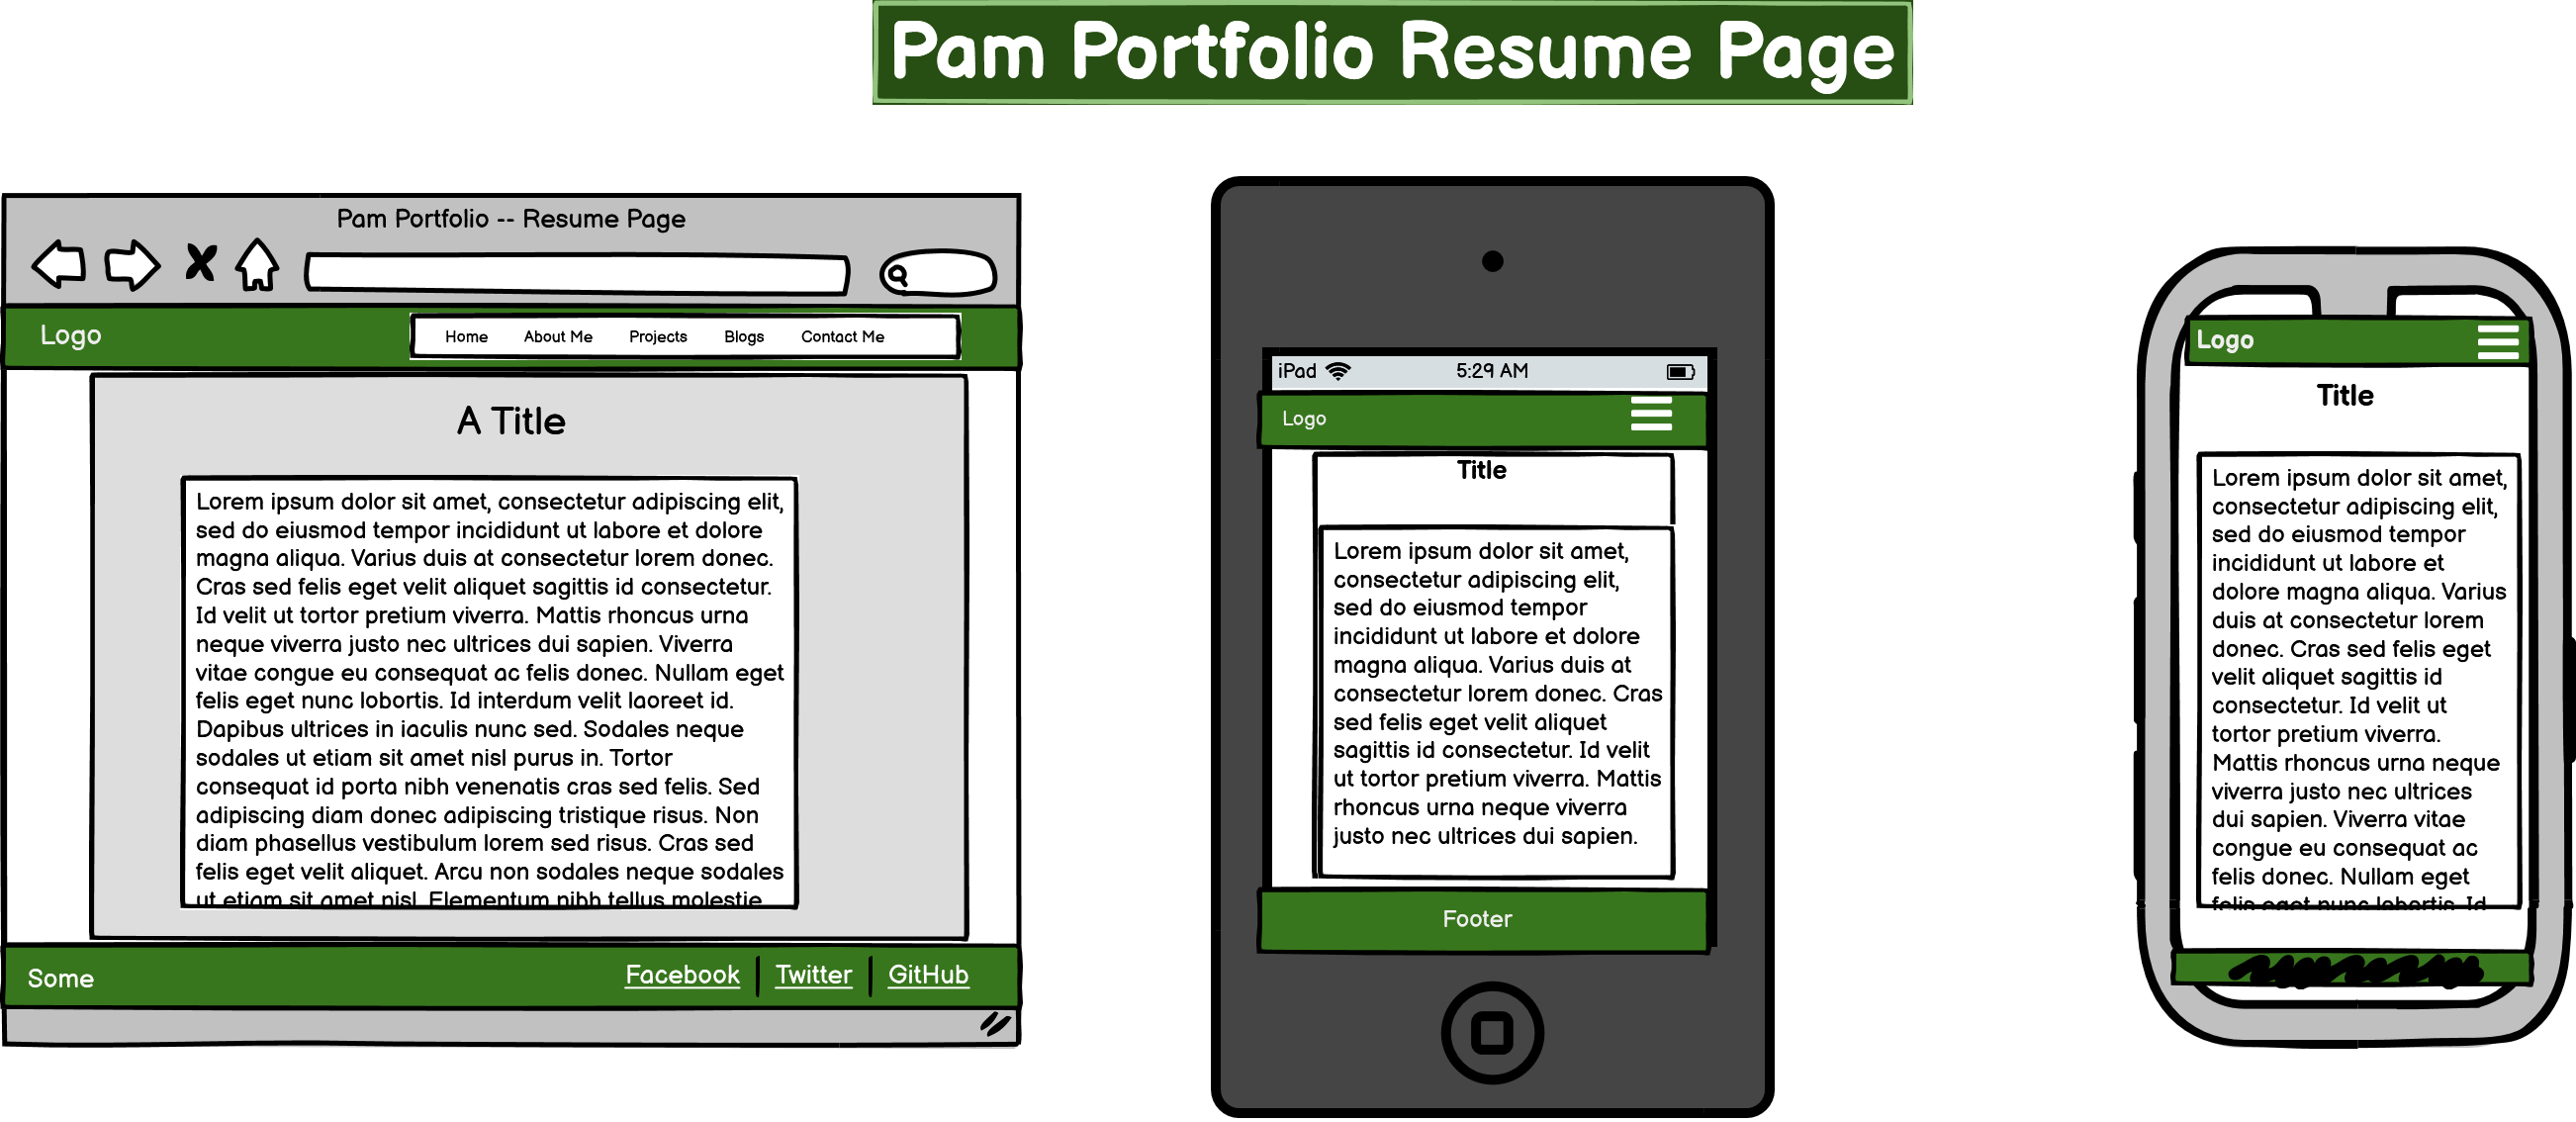 Pam Portfolio Resume Page
Pam Portfolio -- Resume Page
Logo
Home About Me Projects Blogs Contact Me
A Title
Lorem ipsum dolor sit amet, consectetur adipiscing elit,
sed do eiusmod tempor incididunt ut labore et dolore
magna aliqua. Varius duis at consectetur lorem donec.
Cras sed felis eget velit aliquet sagittis id consectetur.
Id velit ut tortor pretium viverra. Mattis rhoncus urna
neque viverra justo nec ultrices dui sapien. Viverra
vitae congue eu consequat ac felis donec. Nullam eget
felis eget nunc lobortis. Id interdum velit laoreet id.
Dapibus ultrices in iaculis nunc sed. Sodales neque
sodales ut etiam sit amet nisl purus in. Tortor
consequat id porta nibh venenatis cras sed felis. Sed
adipiscing diam donec adipiscing tristique risus. Non
diam phasellus vestibulum lorem sed risus. Cras sed
felis eget velit aliquet. Arcu non sodales neque sodales
ut etiam sit amet nisl. Elementum nibh tellus molestie
Some Facebook Twitter GitHub
iPad 5:29 AM
Logo
Title
Lorem ipsum dolor sit amet,
consectetur adipiscing elit,
sed do eiusmod tempor
incididunt ut labore et dolore
magna aliqua. Varius duis at
consectetur lorem donec. Cras
sed felis eget velit aliquet
sagittis id consectetur. Id velit
ut tortor pretium viverra. Mattis
rhoncus urna neque viverra
justo nec ultrices dui sapien.
Footer
Logo
Title
Lorem ipsum dolor sit amet,
consectetur adipiscing elit,
sed do eiusmod tempor
incididunt ut labore et
dolore magna aliqua. Varius
duis at consectetur lorem
donec. Cras sed felis eget
velit aliquet sagittis id
consectetur. Id velit ut
tortor pretium viverra.
Mattis rhoncus urna neque
viverra justo nec ultrices
dui sapien. Viverra vitae
congue eu consequat ac
felis donec. Nullam eget
felis eget nunc lobortis. Id